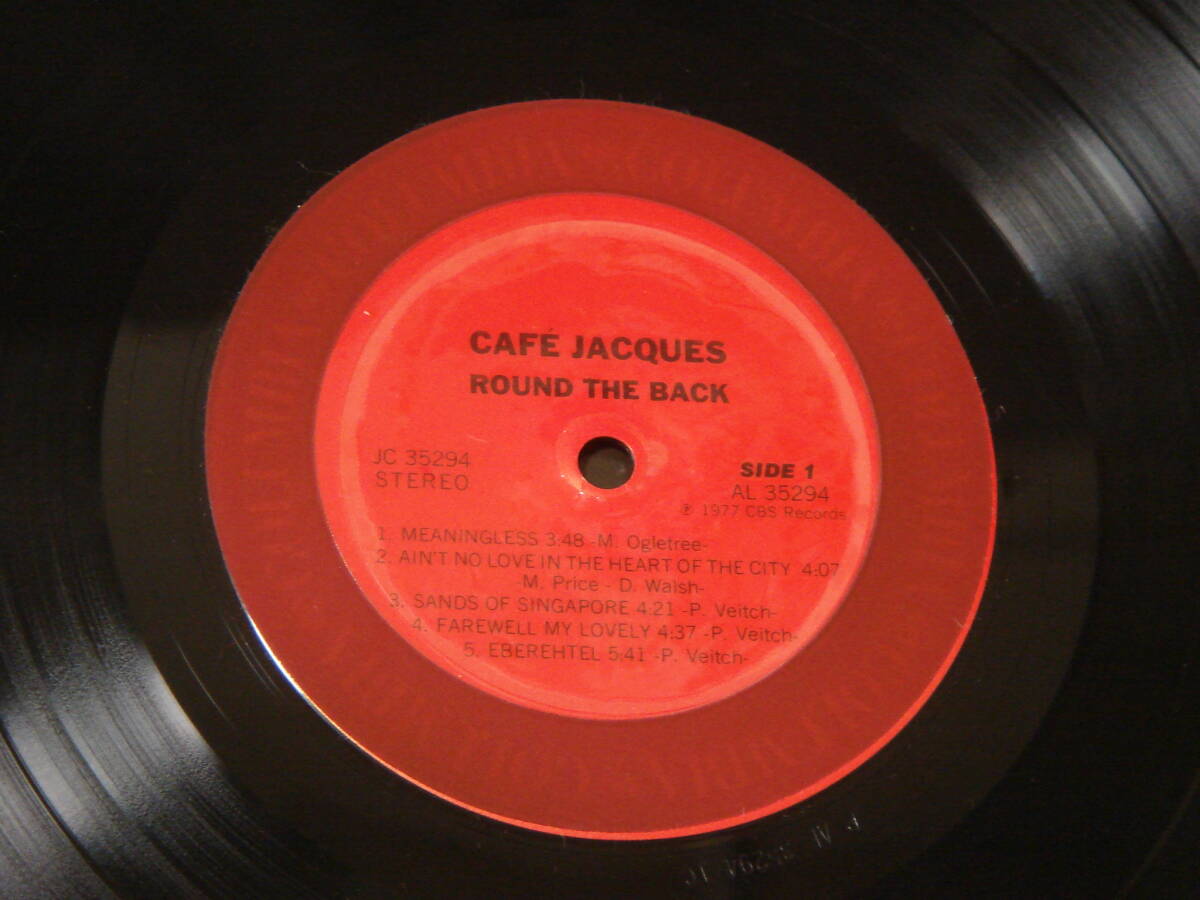 CAFÉ JACQUES
ROUND THE BACK
JC 35294
STEREO
SIDE 1
AL 35294
℗ 1977 CBS Records
1. MEANINGLESS 3:48 -M. Ogletree-
2. AIN'T NO LOVE IN THE HEART OF THE CITY 4:07
M. Price - D. Walsh-
3. SANDS OF SINGAPORE 4:21 -P. Veitch-
4. FAREWELL MY LOVELY 4:37 -P. Veitch-
5. EBEREHTEL 5:41 -P. Veitch-